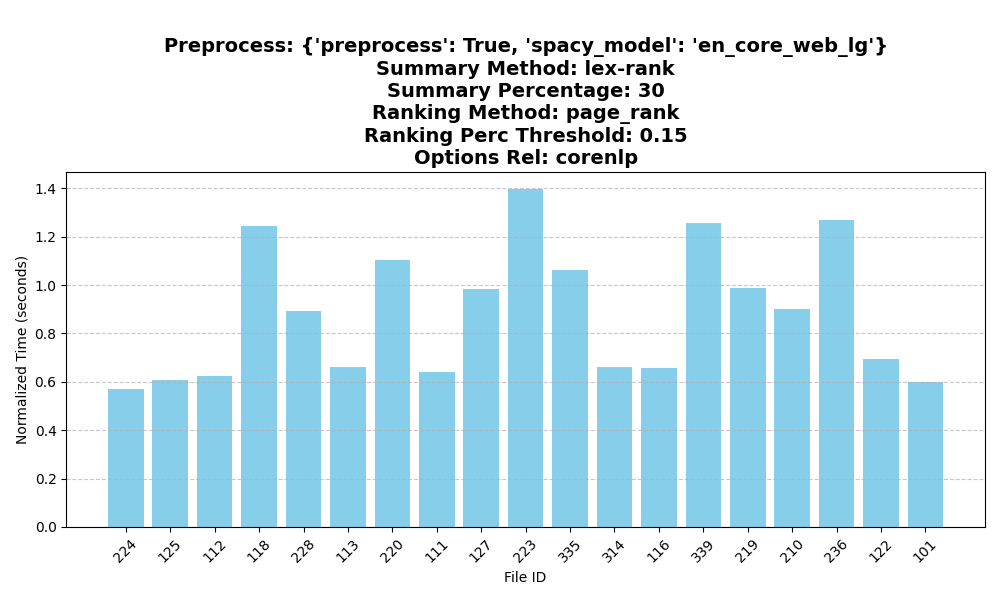 Preprocess: {'preprocess': True, 'spacy_model': 'en_core_web_lg'}
Summary Method: lex-rank
Summary Percentage: 30
Ranking Method: page_rank
Ranking Perc Threshold: 0.15
Options Rel: corenlp
Normalized Time (seconds)
1.4
1.2
1.0
0.8
0.6
0.4
0.2
0.0
224 125 112 118 228 113 220 111 127 223 335 314 116 339 219 210 236 122 101
File ID